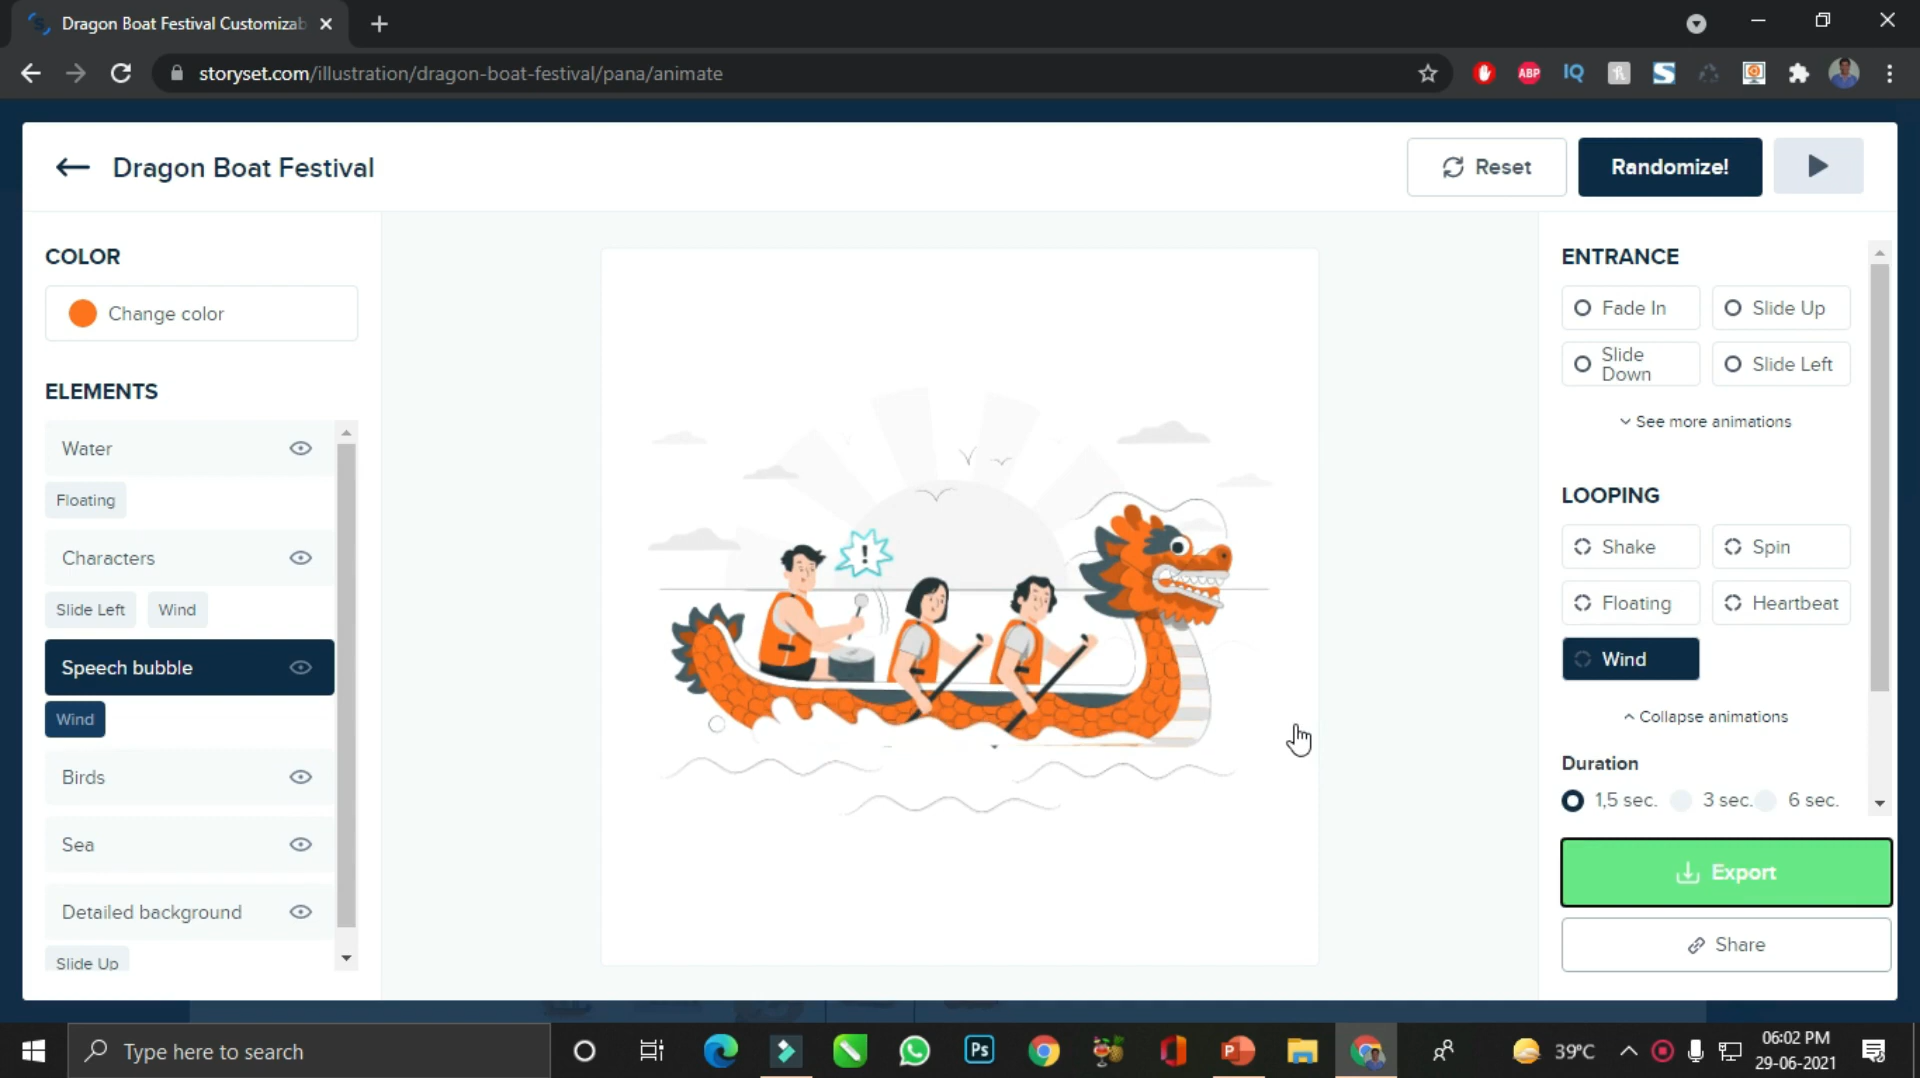 Dragon Boat Festival Customizab
storyset.com/illustration/dragon-boat-festival/pana/animate
ABP
IQ
Dragon Boat Festival
Reset
Randomize!
COLOR
Change color
ELEMENTS
Water
Floating
Characters
Slide Left
Wind
Speech bubble
Wind
Birds
Sea
Detailed background
Slide Up
!
ENTRANCE
Fade In
Slide Up
Slide
Down
Slide Left
See more animations
LOOPING
Shake
Spin
Floating
Heartbeat
Wind
Collapse animations
Duration
1,5 sec.
3 sec.
6 sec.
Export
Share
Type here to search
Ps
39°C
06:02 PM
29-06-2021